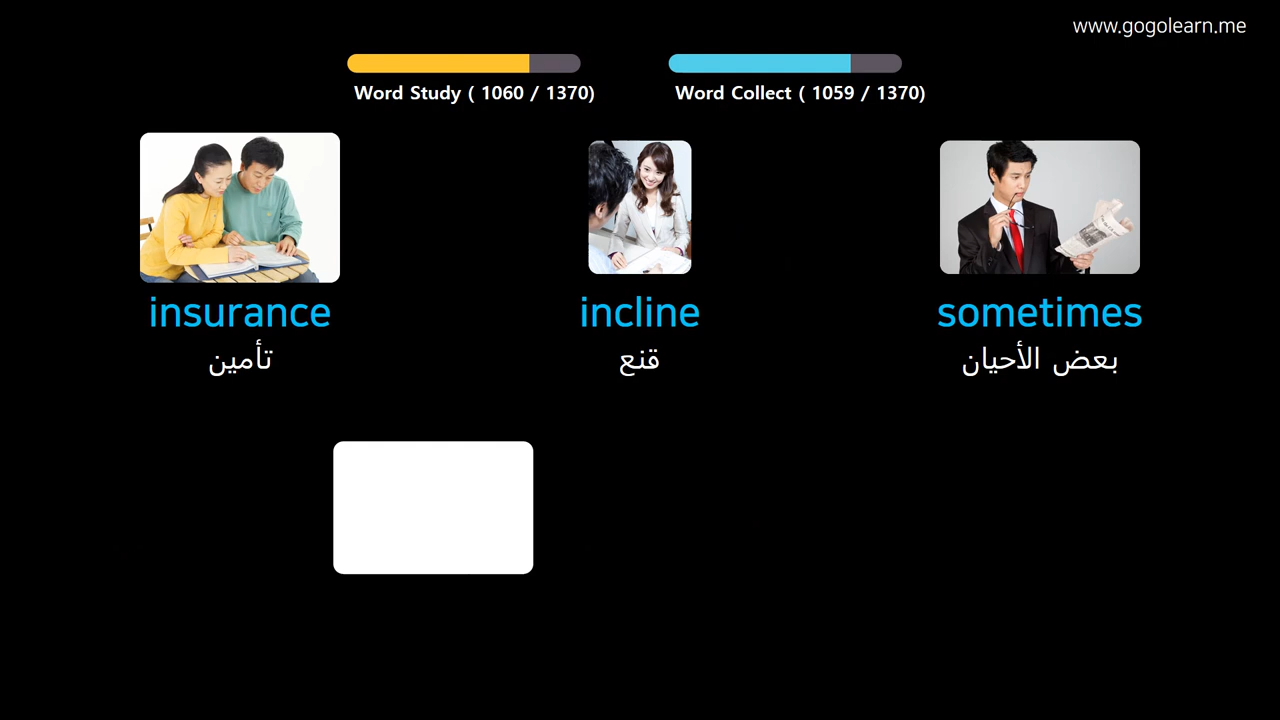 www.gogolearn.me
Word Study ( 1060 / 1370)
Word Collect ( 1059 / 1370)
insurance
تأمين
incline
قنع
sometimes
بعض الأحيان